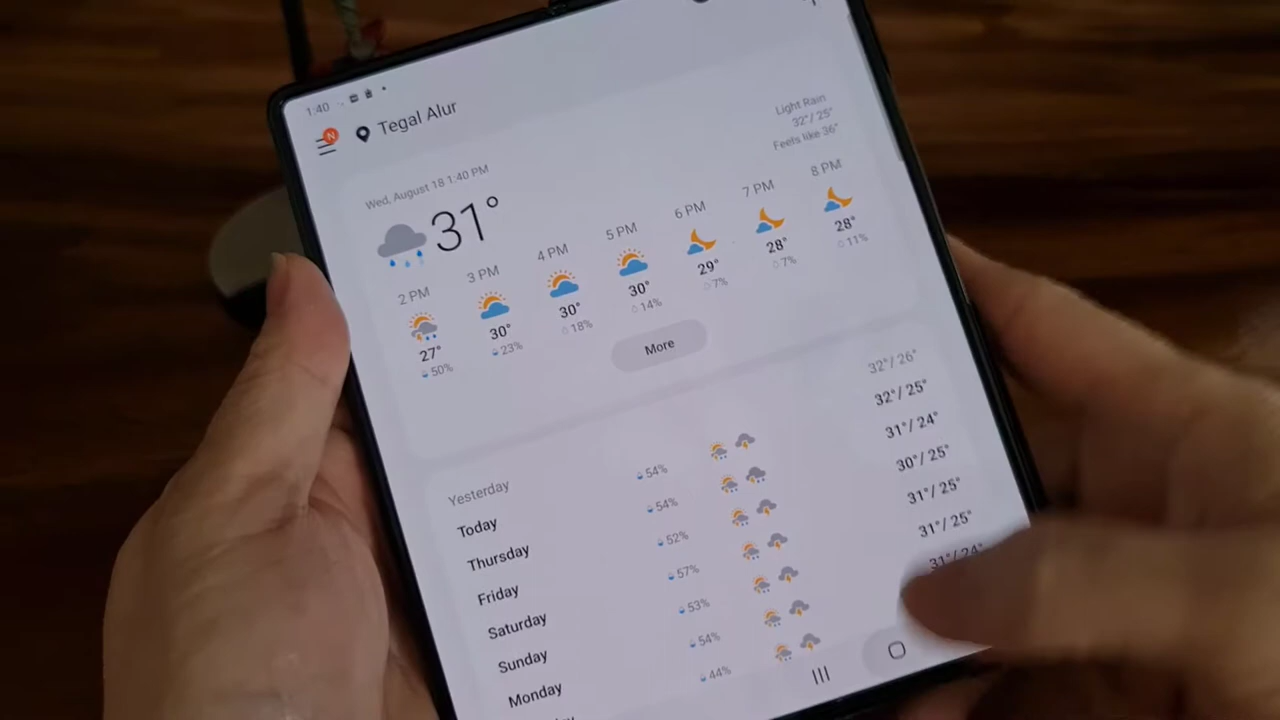 1:40
N
Tegal Alur
Wed, August 18 1:40 PM
31°
Light Rain
32°/ 25°
Feels like 36°
2 PM 3 PM 4 PM 5 PM 6 PM 7 PM 8 PM
27° 30° 30° 30° 29° 28° 28°
50% 23% 18% 14% 7% 7% 11%
More
Yesterday 54% 32°/ 26°
Today 54% 32°/ 25°
Thursday 52% 31°/ 24°
Friday 57% 30°/ 25°
Saturday 53% 31°/ 25°
Sunday 54% 31°/ 25°
Monday 44% 31°/ 24°